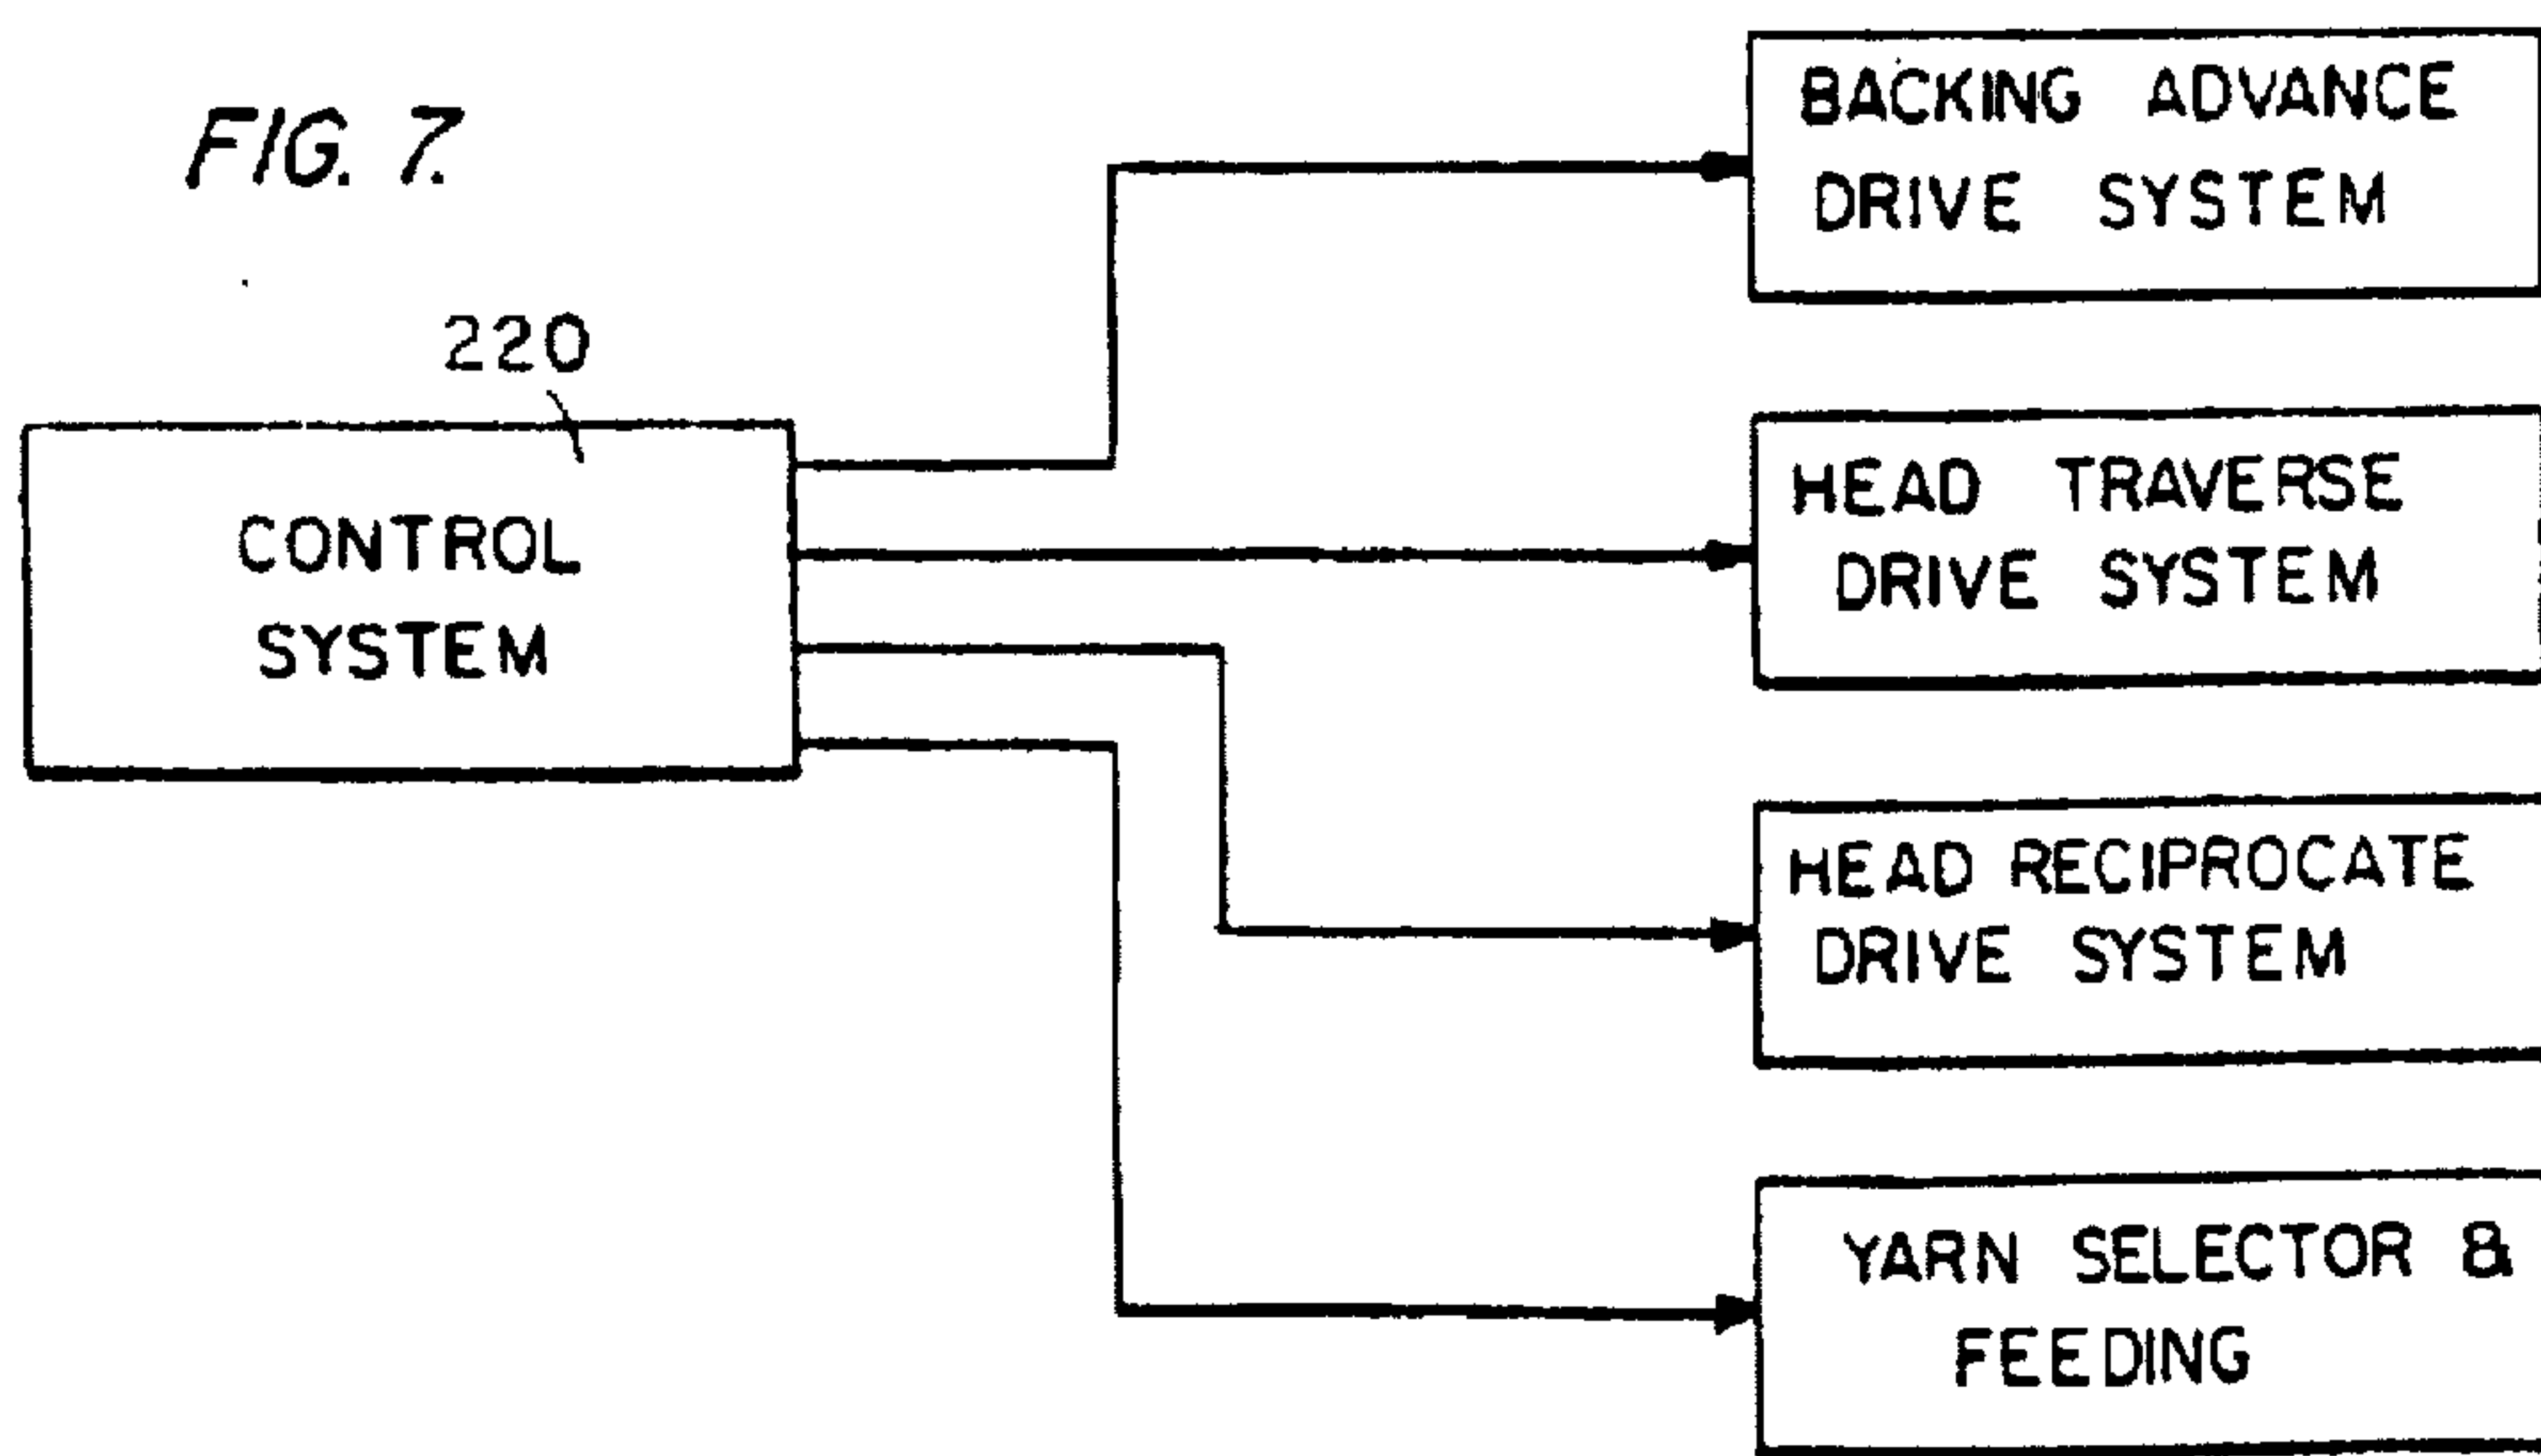 FIG. 7.
220
CONTROL
SYSTEM
BACKING ADVANCE
DRIVE SYSTEM
HEAD TRAVERSE
DRIVE SYSTEM
HEAD RECIPROCATE
DRIVE SYSTEM
YARN SELECTOR &
FEEDING